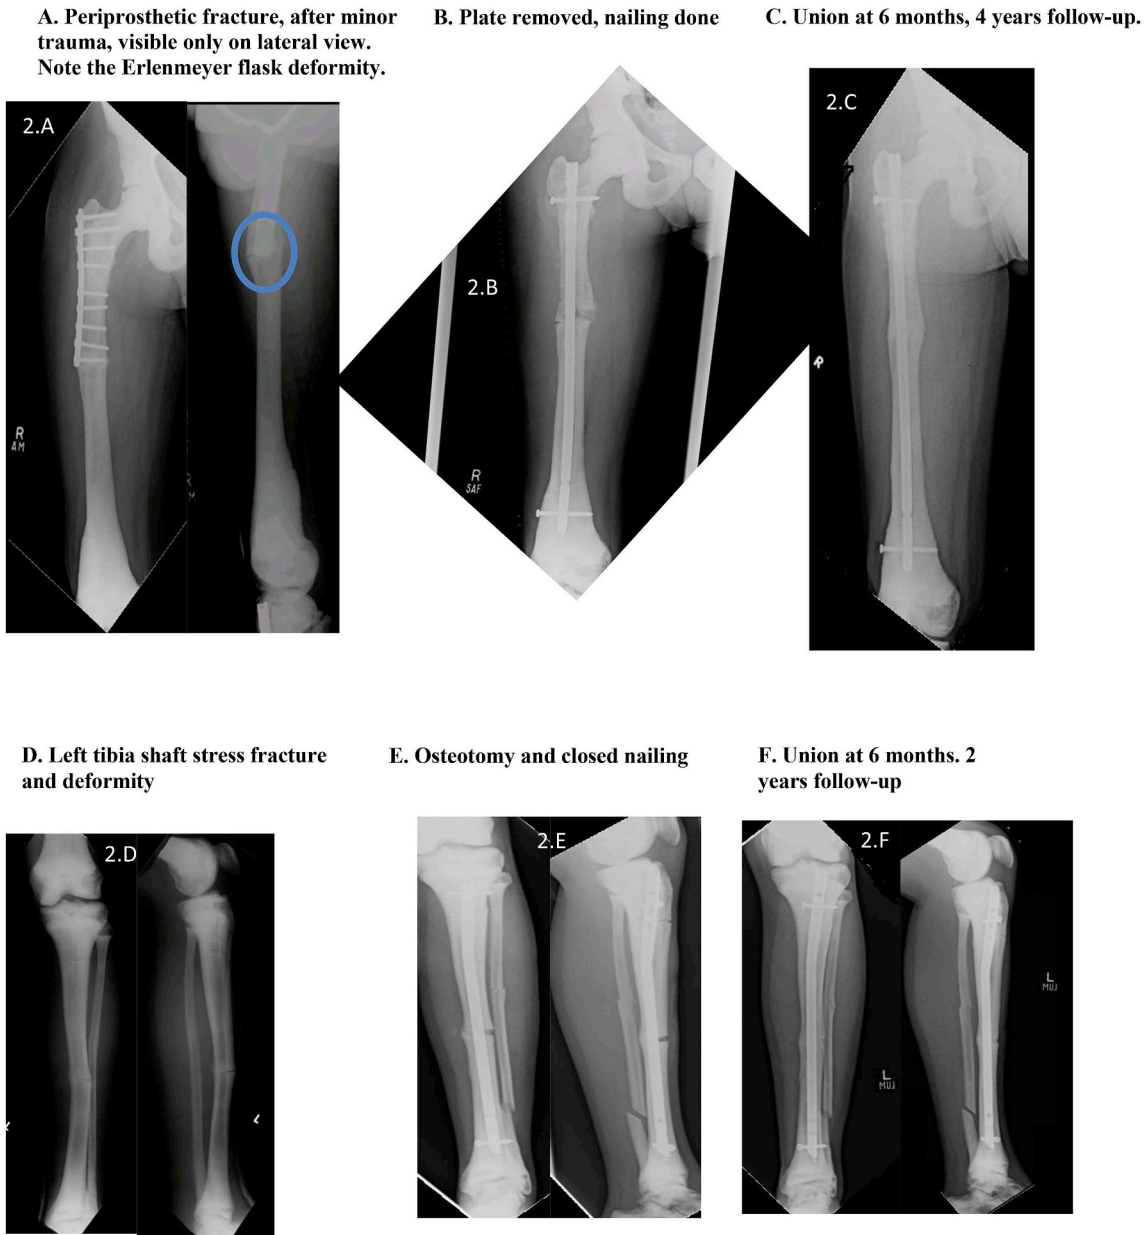 A. Periprosthetic fracture, after minor
trauma, visible only on lateral view.
Note the Erlenmeyer flask deformity.
B. Plate removed, nailing done
C. Union at 6 months, 4 years follow-up.
2.A
R
AM
2.B
R
SAF
2.C
R
D. Left tibia shaft stress fracture
and deformity
E. Osteotomy and closed nailing
F. Union at 6 months. 2
years follow-up
2.D
L
2.E
2.F
L
MUJ
L
MUJ